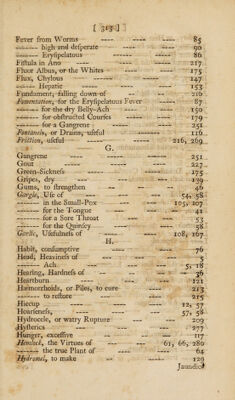 [ 313 ]
Fever from Worms ---- ---- 85
------ high and desperate ---- 90
------ Eryſipelatous ---- 86
Fiſtula in Ano ---- ---- 217
Fluor Albus, or the Whites ---- 175
Flux, Chylous ---- ---- 147
------ Hepatic ---- ---- 153
Fundament, falling down of ---- 210
Fomentation, for the Eryſipelatous Fever ---- 87
------ for the dry Belly-Ach ---- 150
------ for obſtructed Courſes ---- 179
------ for a Gangrene ---- 251
Fontanels, or Drains, uſeful ---- 116
Friction, uſeful ---- 216, 269
G.
Gangrene ---- ---- 251
Gout ---- ---- 227
Green-Sickneſs ---- ---- 175
Gripes, dry ---- ---- 139
Gums, to ſtrengthen ---- 46
Gargle, Uſe of ---- 54, 58
------ in the Small-Pox ---- 105, 107
------ for the Tongue ---- 41
------ for a Sore Throat ---- 53
------ for the Quinſey ---- 58
Garlic, Uſefulneſs of ---- 108, 167
H.
Habit, conſumptive ---- 76
Head, Heavineſs of ---- 1
------ Ach. ---- 5, 18
Hearing, Hardneſs of ---- 36
Heartburn ---- ---- 121
Hæmorrhoids, or Piles, to cure ---- 213
------ to reſtore ---- 215
Hiccup ---- ---- 12, 57
Hoarſeneſs, ---- ---- 57, 58
Hydrocele, or watry Rupture ---- 209
Hyſterics ---- ---- 277
Hunger, exceſſive ---- 117
Hemlock, the Virtues of ---- 61, 66, 280
------ the true Plant of ---- 64
Hydromel, to make ---- 129
Jaundice